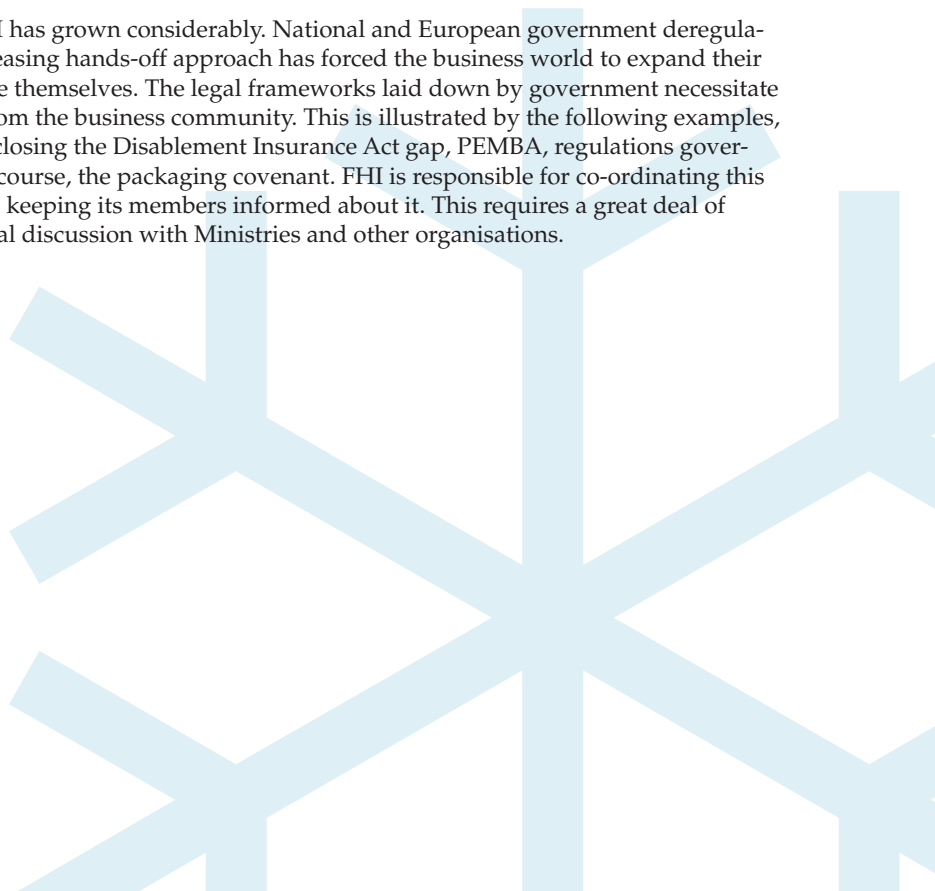 has grown considerably. National and European government deregula-
hands-off approach has forced the business world to expand their
themselves. The legal frameworks laid down by government necessitate
from the business community. This is illustrated by the following examples,
closing the Disablement Insurance Act gap, PEMBA, regulations gover-
course, the packaging covenant. FHI is responsible for co-ordinating this
keeping its members informed about it. This requires a great deal of
discussion with Ministries and other organisations.